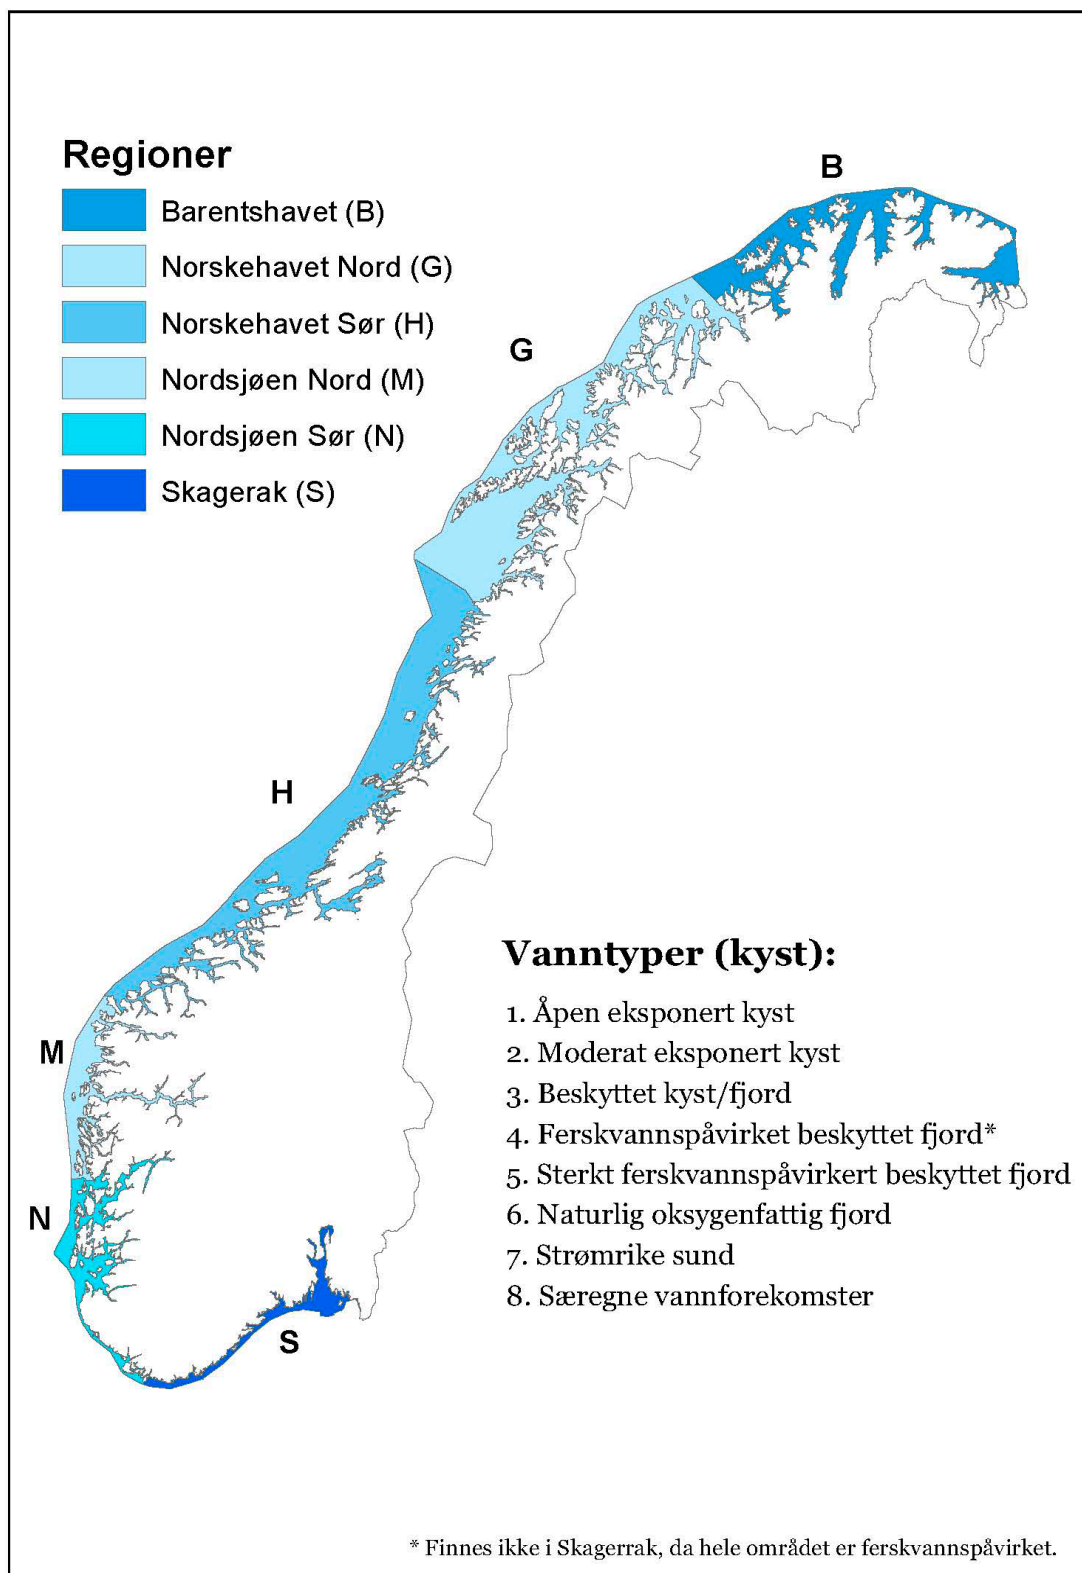 Regioner
Barentshavet (B)
Norskehavet Nord (G)
Norskehavet Sør (H)
Nordsjøen Nord (M)
Nordsjøen Sør (N)
Skagerak (S)
B
G
H
M
N
S
Vanntyper (kyst):
1. Åpen eksponert kyst
2. Moderat eksponert kyst
3. Beskyttet kyst/fjord
4. Ferskvannspåvirket beskyttet fjord*
5. Sterkt ferskvannspåvirkert beskyttet fjord
6. Naturlig oksygenfattig fjord
7. Strømrike sund
8. Særegne vannforekomster
* Finnes ikke i Skagerrak, da hele området er ferskvannspåvirket.